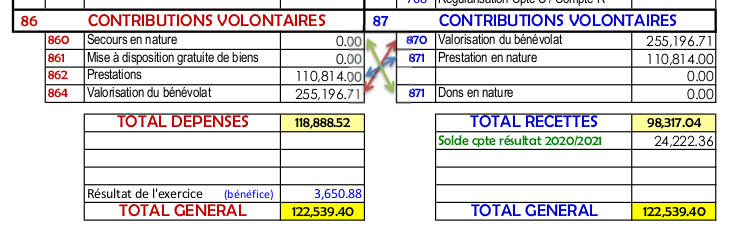 86 CONTRIBUTIONS VOLONTAIRES 87 CONTRIBUTIONS VOLONTAIRES
860 Secours en nature 0.00 870 Valorisation du bénévolat 255,196.71
861 Mise à disposition gratuite de biens 0.00 871 Prestation en nature 110,814.00
862 Prestations 110,814.00 0.00
864 Valorisation du bénévolat 255,196.71 871 Dons en nature 0.00
TOTAL DEPENSES 118,888.52 TOTAL RECETTES 98,317.04
Solde cpte résultat 2020/2021 24,222.36
Résultat de l'exercice (bénéfice) 3,650.88
TOTAL GENERAL 122,539.40 TOTAL GENERAL 122,539.40